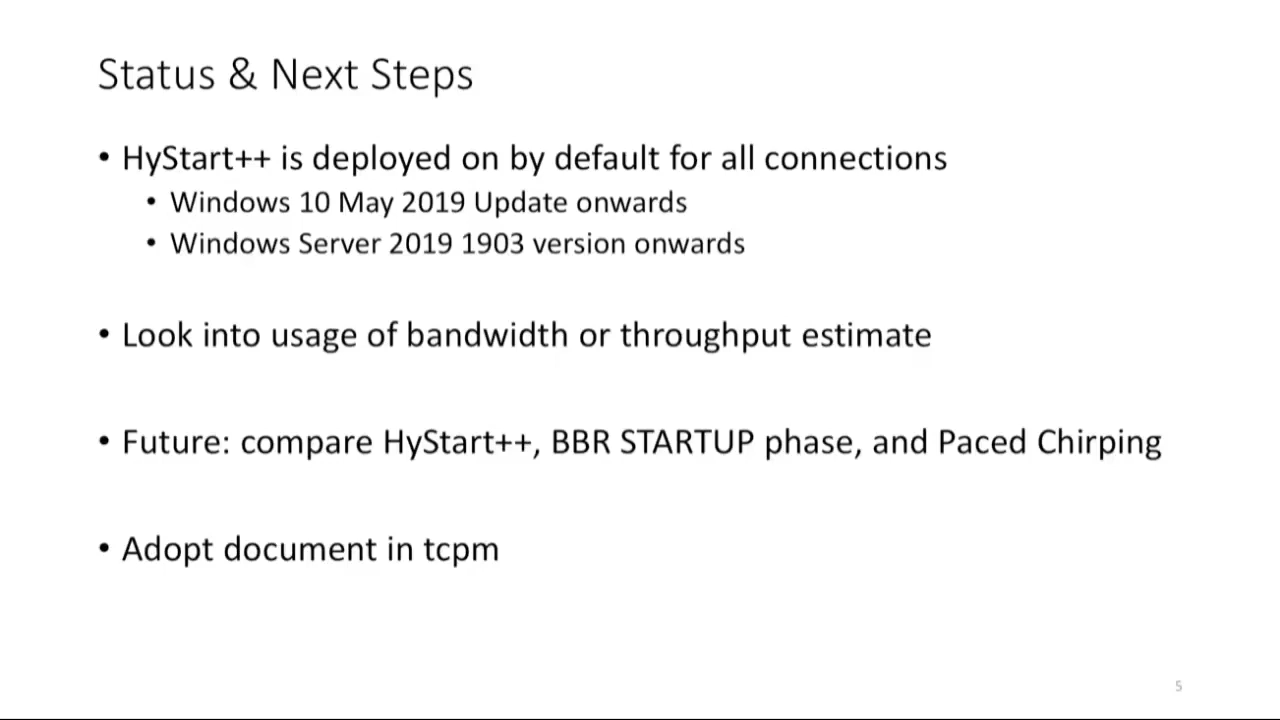 Status & Next Steps
• HyStart++ is deployed on by default for all connections
• Windows 10 May 2019 Update onwards
• Windows Server 2019 1903 version onwards
• Look into usage of bandwidth or throughput estimate
• Future: compare HyStart++, BBR STARTUP phase, and Paced Chirping
• Adopt document in tcpm
5